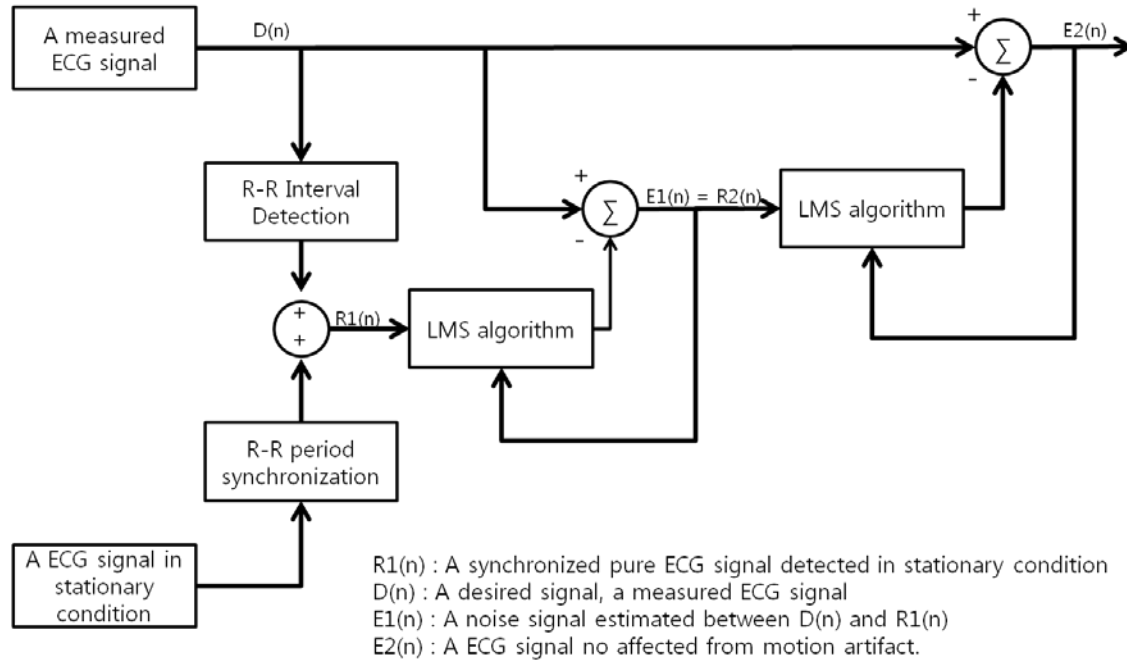 A measured
ECG signal
D(n)
+
Σ
-
E2(n)
R-R Interval
Detection
+
Σ
-
E1(n) = R2(n)
LMS algorithm
+
+
R1(n)
LMS algorithm
R-R period
synchronization
A ECG signal in
stationary
condition
R1(n) : A synchronized pure ECG signal detected in stationary condition
D(n) : A desired signal, a measured ECG signal
E1(n) : A noise signal estimated between D(n) and R1(n)
E2(n) : A ECG signal no affected from motion artifact.